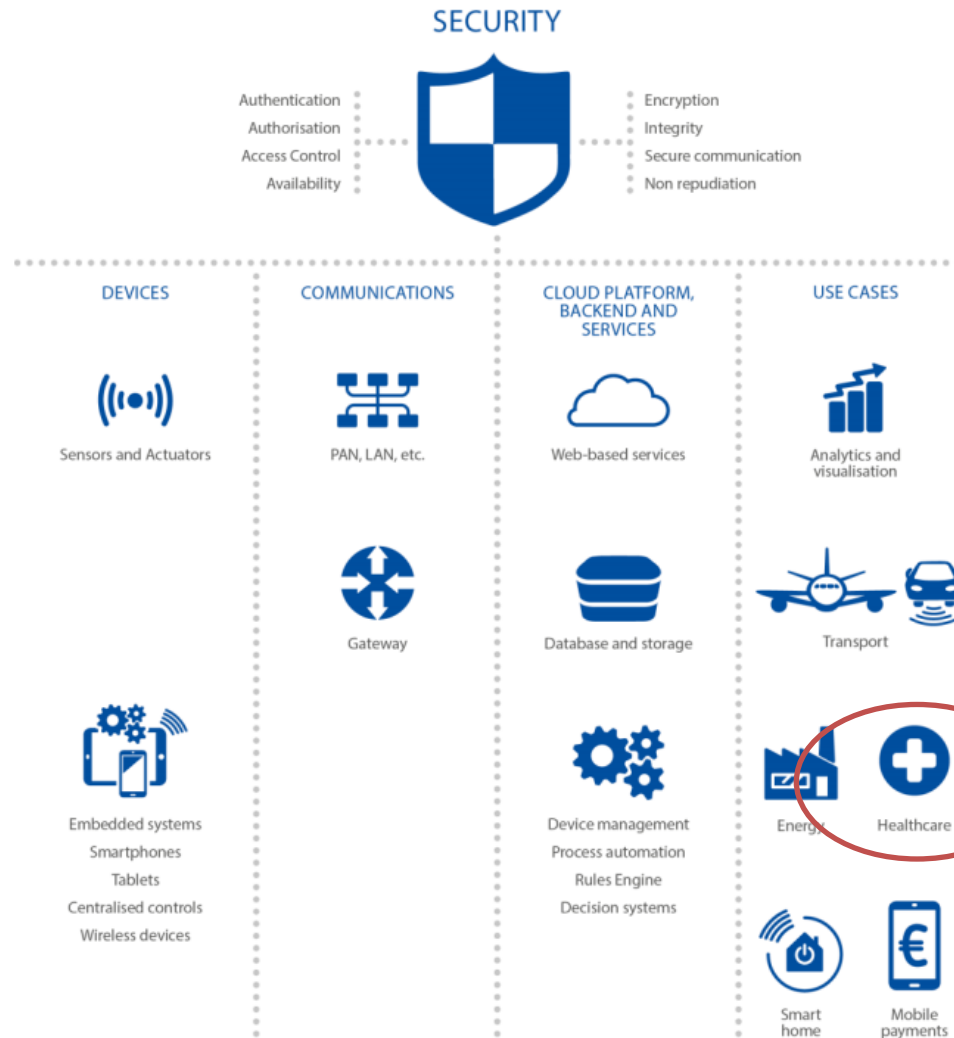 SECURITY
Authentication
Authorisation
Access Control
Availability
Encryption
Integrity
Secure communication
Non repudiation
DEVICES
Sensors and Actuators
Embedded systems
Smartphones
Tablets
Centralised controls
Wireless devices
COMMUNICATIONS
PAN, LAN, etc.
Gateway
CLOUD PLATFORM,
BACKEND AND
SERVICES
Web-based services
Database and storage
Device management
Process automation
Rules Engine
Decision systems
USE CASES
Analytics and
visualisation
Transport
Energy
Healthcare
Smart
home
€
Mobile
payments